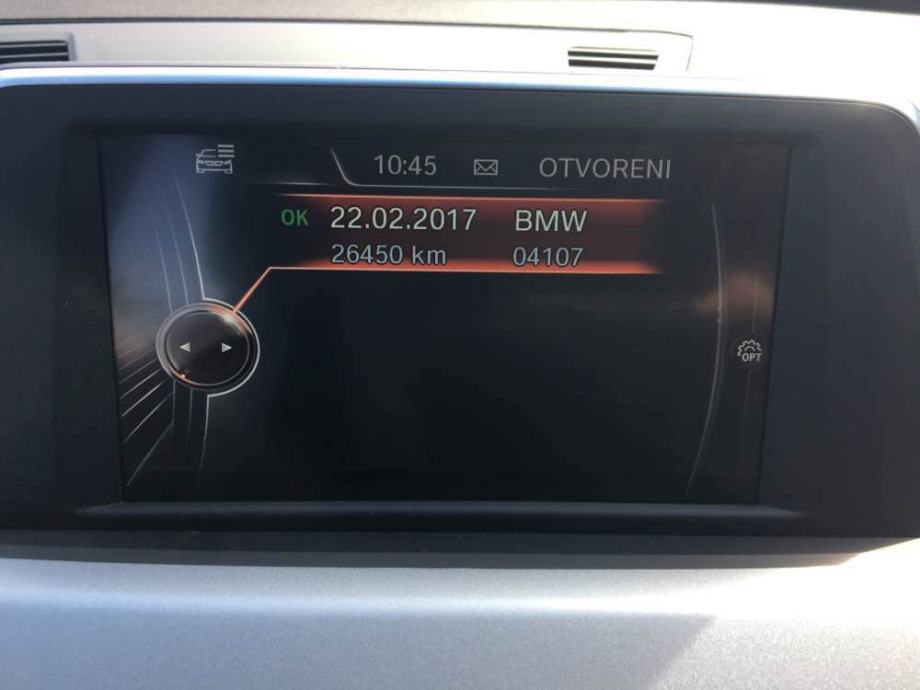 10:45 OTVORENI
OK 22.02.2017 BMW
26450 km 04107
OPT